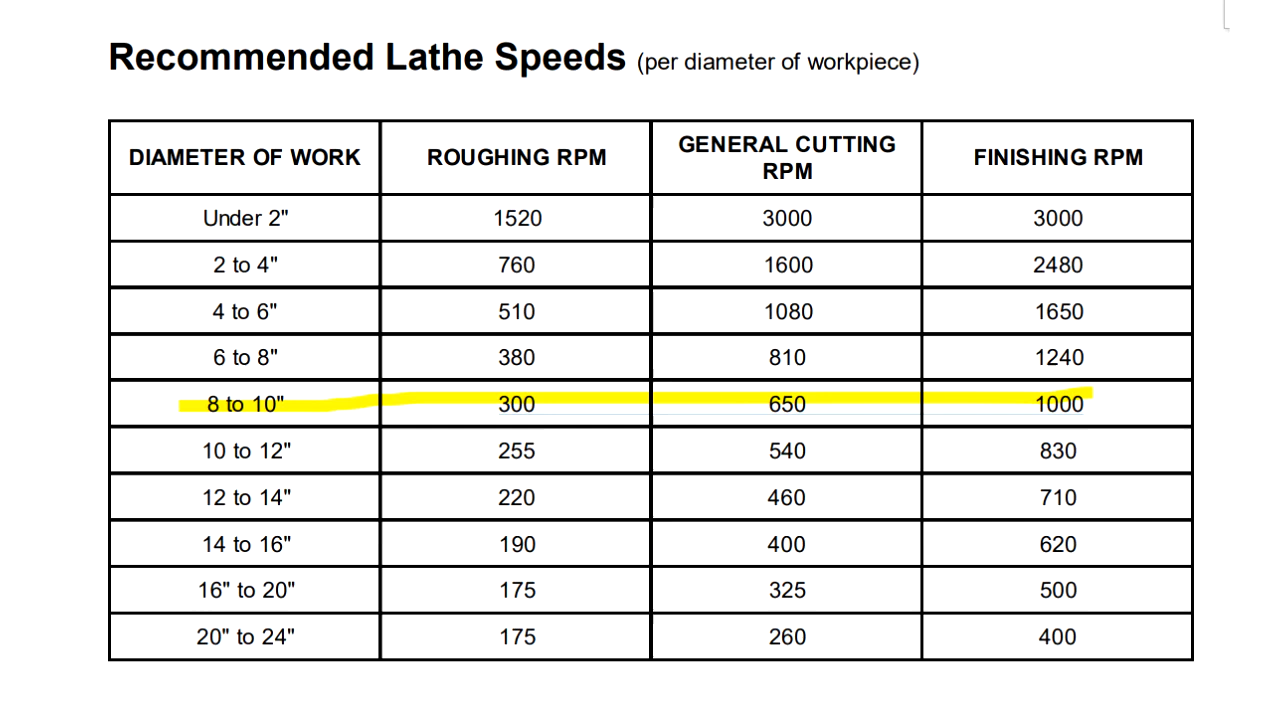 Recommended Lathe Speeds (per diameter of workpiece)
DIAMETER OF WORK ROUGHING RPM GENERAL CUTTING RPM FINISHING RPM
Under 2" 1520 3000 3000
2 to 4" 760 1600 2480
4 to 6" 510 1080 1650
6 to 8" 380 810 1240
8 to 10" 300 650 1000
10 to 12" 255 540 830
12 to 14" 220 460 710
14 to 16" 190 400 620
16" to 20" 175 325 500
20" to 24" 175 260 400